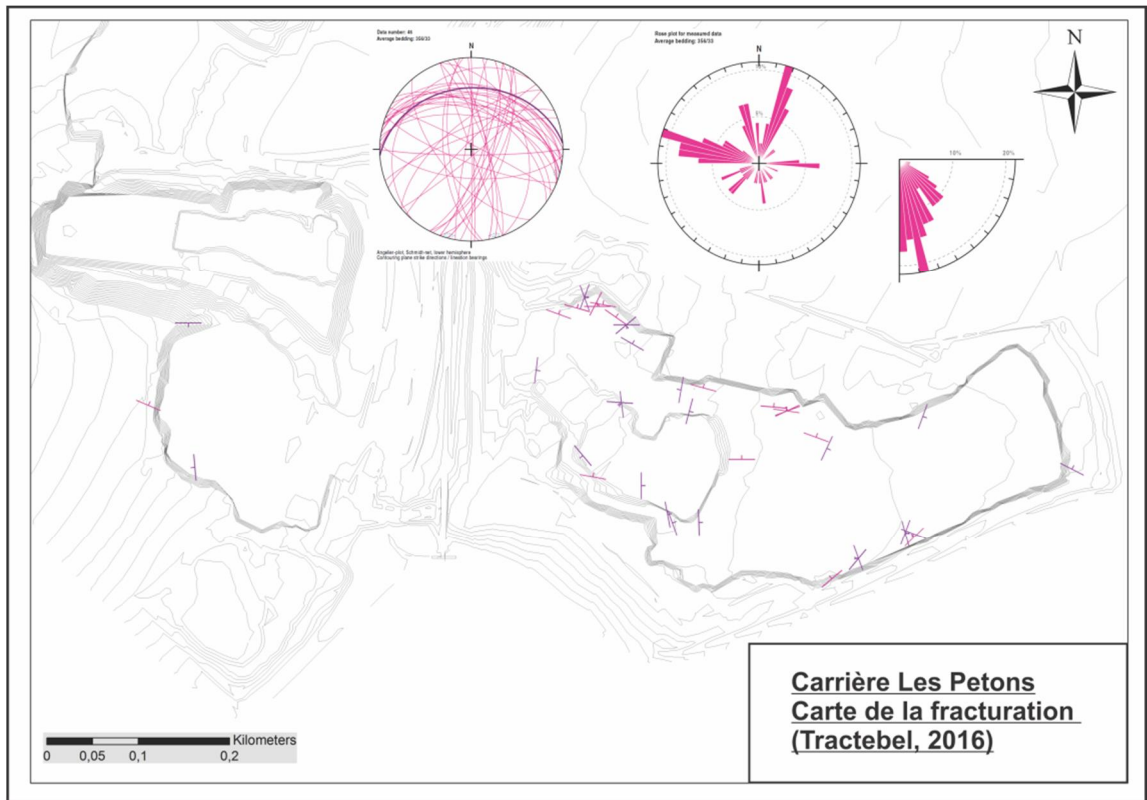 Data number: 46
Average bedding: 356/33
N
Angelier plot, Schmidt net, lower hemisphere
Contouring plane strike directions / lineation bearings
Rose plot for measured data
Average bedding: 356/33
N
10%
5%
10%
20%
N
Kilometers
0
0,05
0,1
0,2
Carrière Les Petons
Carte de la fracturation
(Tractebel, 2016)